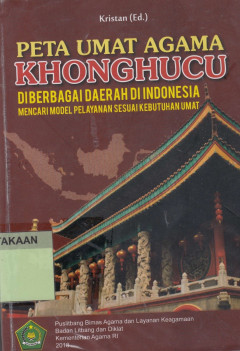 Kristan (Ed.)
PETA UMAT AGAMA
KHONGHUCU
DI BERBAGAI DAERAH DI INDONESIA
MENCARI MODEL PELAYANAN SESUAI KEBUTUHAN UMAT
TAKAAN
Puslitbang Bimas Agama dan Layanan Keagamaan
Badan Litbang dan Diklat
Kementerian Agama RI